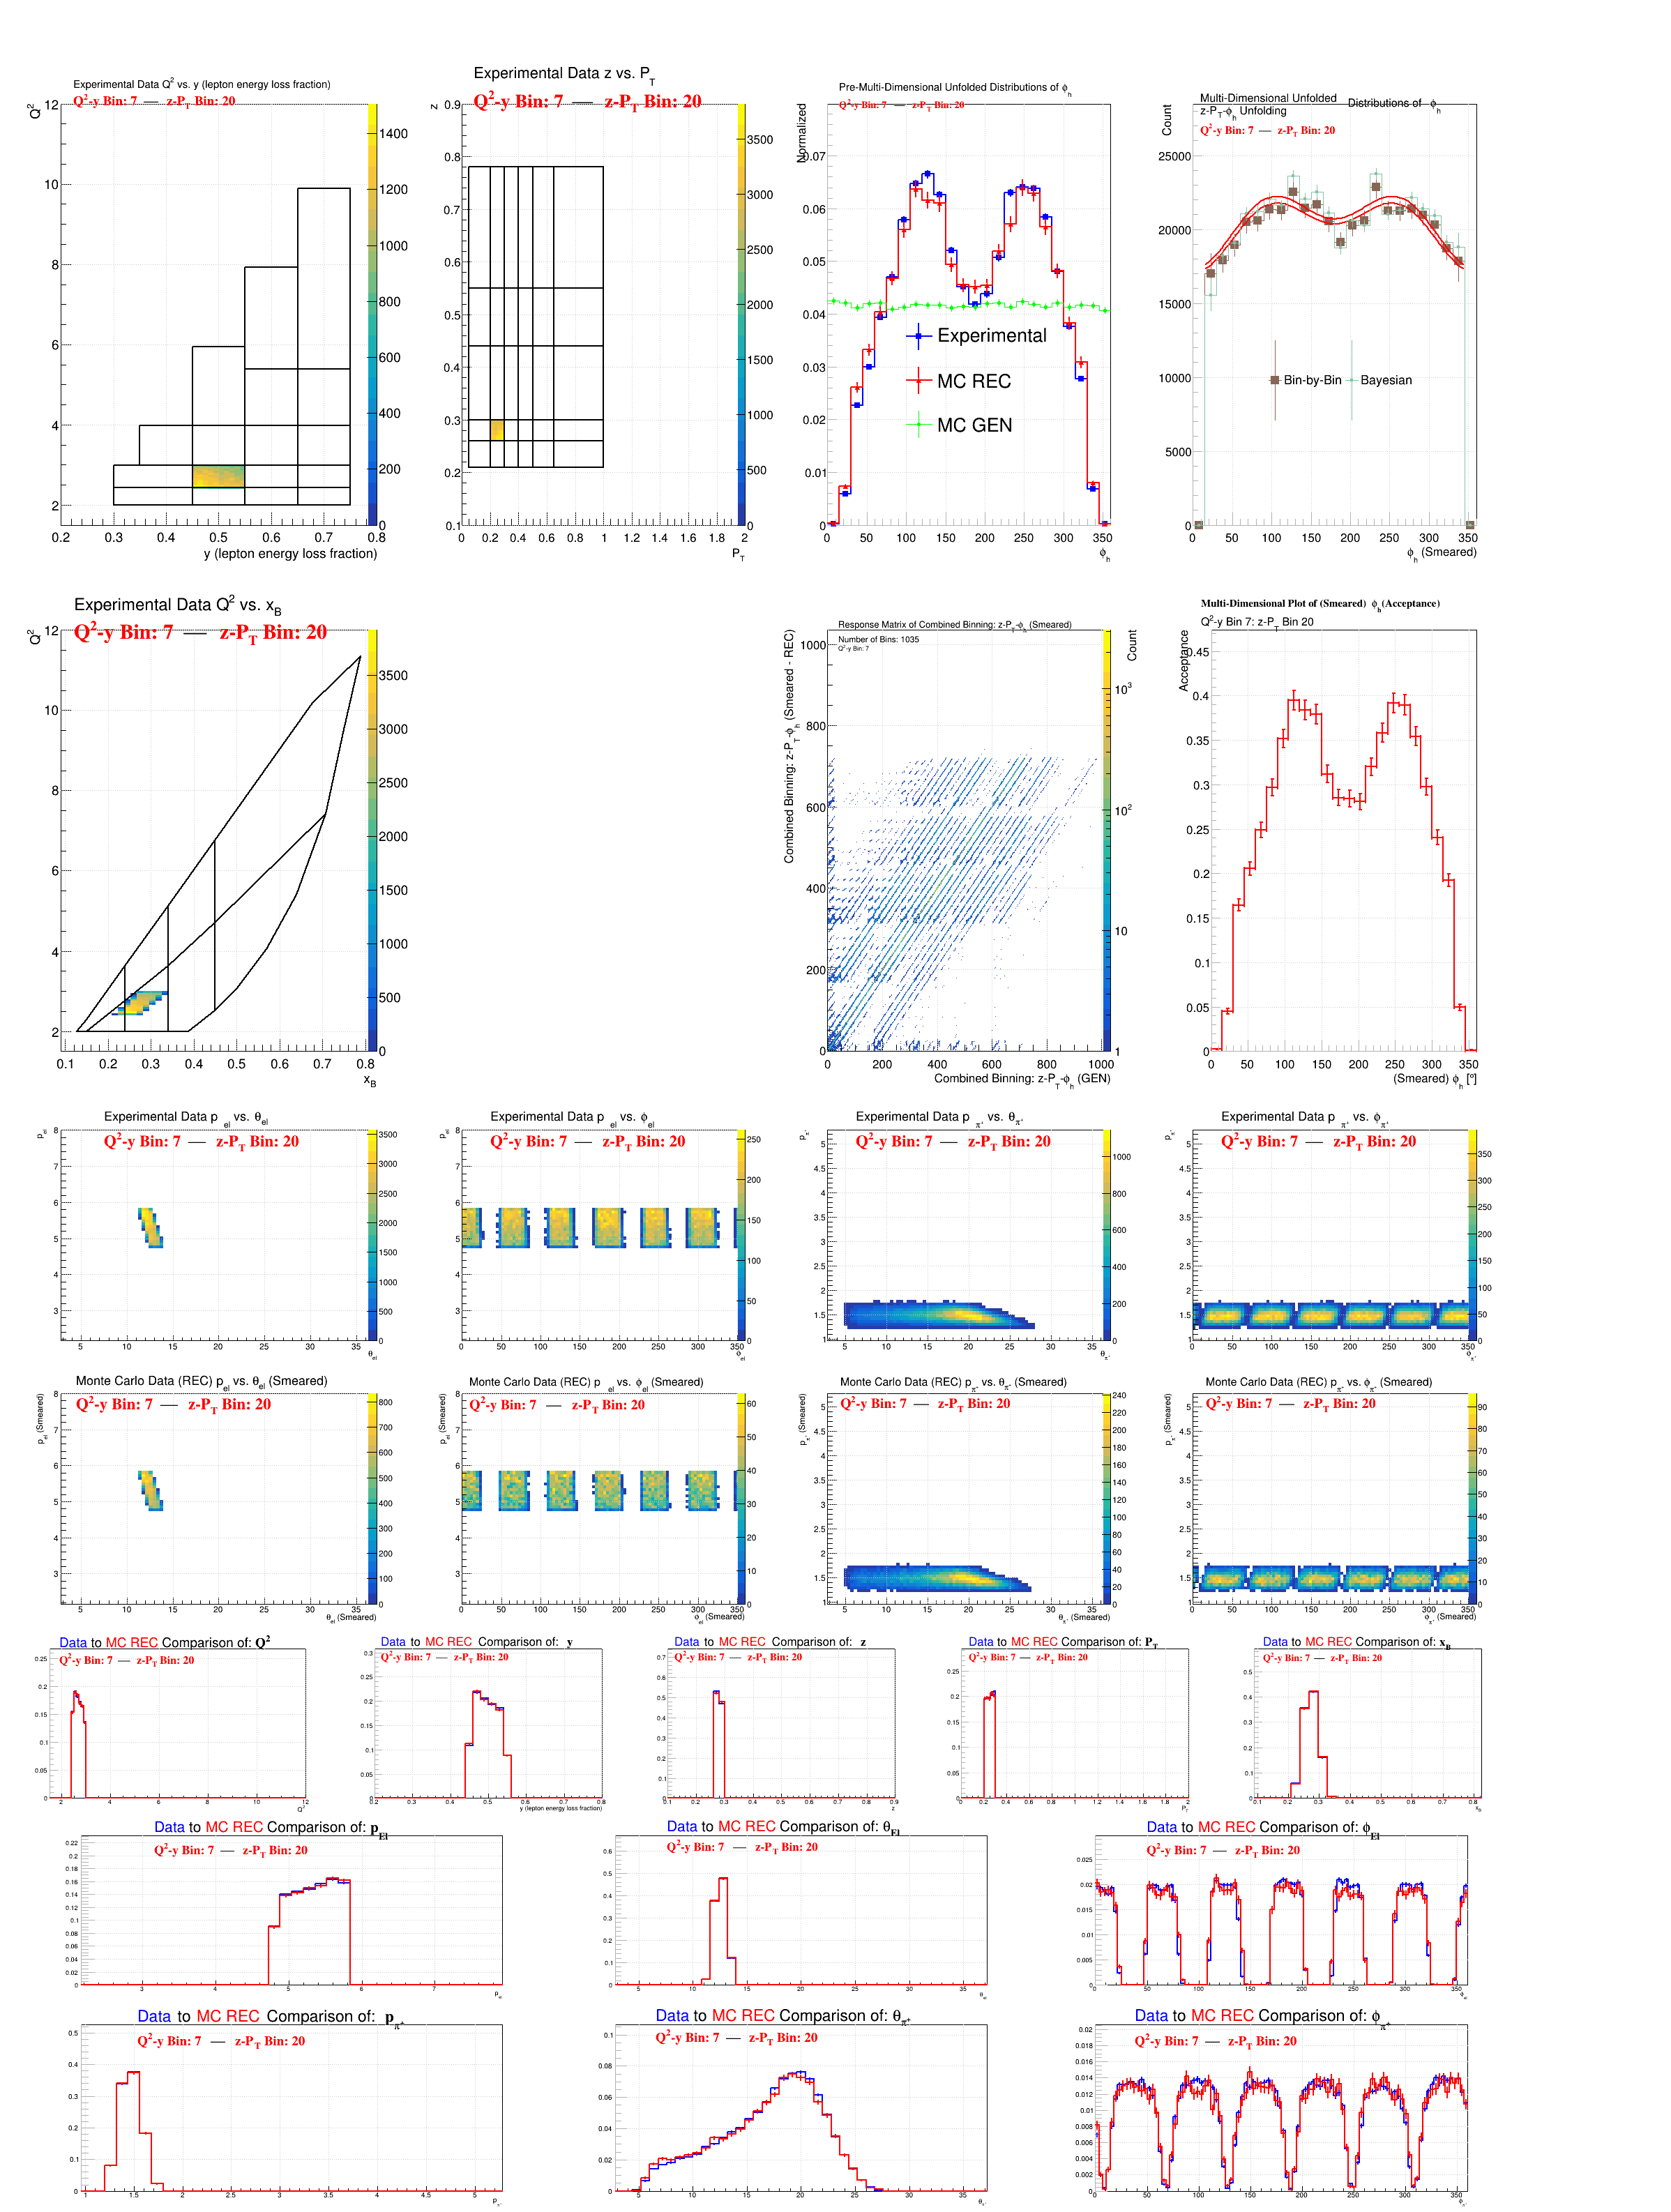 Experimental Data Q² vs. y (lepton energy loss fraction)
Q²-y Bin: 7 — z-P_T Bin: 20
Q²
y (lepton energy loss fraction)
Experimental Data z vs. P_T
Q²-y Bin: 7 — z-P_T Bin: 20
z
P_T
Pre-Multi-Dimensional Unfolded Distributions of ϕ_h
Q²-y Bin: 7 — z-P_T Bin: 20
Normalized
Experimental
MC REC
MC GEN
ϕ_h
Multi-Dimensional Unfolded Distributions of ϕ_h
z-P_T-ϕ_h Unfolding
Q²-y Bin: 7 — z-P_T Bin: 20
Count
Bin-by-Bin
Bayesian
ϕ_h (Smeared)
Experimental Data Q² vs. x_B
Q²-y Bin: 7 — z-P_T Bin: 20
Q²
x_B
Response Matrix of Combined Binning: z-P_T-ϕ_h (Smeared)
Number of Bins: 1035
Q²-y Bin: 7
Combined Binning: z-P_T-ϕ_h (Smeared - REC)
Count
Combined Binning: z-P_T-ϕ_h (GEN)
Multi-Dimensional Plot of (Smeared) ϕ_h (Acceptance)
Q²-y Bin 7: z-P_T Bin 20
Acceptance
(Smeared) ϕ_h [°]
Experimental Data p_el vs. θ_el
Q²-y Bin: 7 — z-P_T Bin: 20
p_el
θ_el
Experimental Data p_el vs. ϕ_el
Q²-y Bin: 7 — z-P_T Bin: 20
p_el
ϕ_el
Experimental Data p_π⁺ vs. θ_π⁺
Q²-y Bin: 7 — z-P_T Bin: 20
p_π⁺
θ_π⁺
Experimental Data p_π⁺ vs. ϕ_π⁺
Q²-y Bin: 7 — z-P_T Bin: 20
p_π⁺
ϕ_π⁺
Monte Carlo Data (REC) p_el vs. θ_el (Smeared)
Q²-y Bin: 7 — z-P_T Bin: 20
p_el (Smeared)
θ_el (Smeared)
Monte Carlo Data (REC) p_el vs. ϕ_el (Smeared)
Q²-y Bin: 7 — z-P_T Bin: 20
p_el (Smeared)
ϕ_el (Smeared)
Monte Carlo Data (REC) p_π⁺ vs. θ_π⁺ (Smeared)
Q²-y Bin: 7 — z-P_T Bin: 20
p_π⁺ (Smeared)
θ_π⁺ (Smeared)
Monte Carlo Data (REC) p_π⁺ vs. ϕ_π⁺ (Smeared)
Q²-y Bin: 7 — z-P_T Bin: 20
p_π⁺ (Smeared)
ϕ_π⁺ (Smeared)
Data to MC REC Comparison of: Q²
Q²-y Bin: 7 — z-P_T Bin: 20
Q²
Data to MC REC Comparison of: y
Q²-y Bin: 7 — z-P_T Bin: 20
y (lepton energy loss fraction)
Data to MC REC Comparison of: z
Q²-y Bin: 7 — z-P_T Bin: 20
z
Data to MC REC Comparison of: P_T
Q²-y Bin: 7 — z-P_T Bin: 20
P_T
Data to MC REC Comparison of: x_B
Q²-y Bin: 7 — z-P_T Bin: 20
x_B
Data to MC REC Comparison of: p_El
Q²-y Bin: 7 — z-P_T Bin: 20
p_el
Data to MC REC Comparison of: θ_El
Q²-y Bin: 7 — z-P_T Bin: 20
θ_el
Data to MC REC Comparison of: ϕ_El
Q²-y Bin: 7 — z-P_T Bin: 20
ϕ_el
Data to MC REC Comparison of: p_π⁺
Q²-y Bin: 7 — z-P_T Bin: 20
p_π⁺
Data to MC REC Comparison of: θ_π⁺
Q²-y Bin: 7 — z-P_T Bin: 20
θ_π⁺
Data to MC REC Comparison of: ϕ_π⁺
Q²-y Bin: 7 — z-P_T Bin: 20
ϕ_π⁺